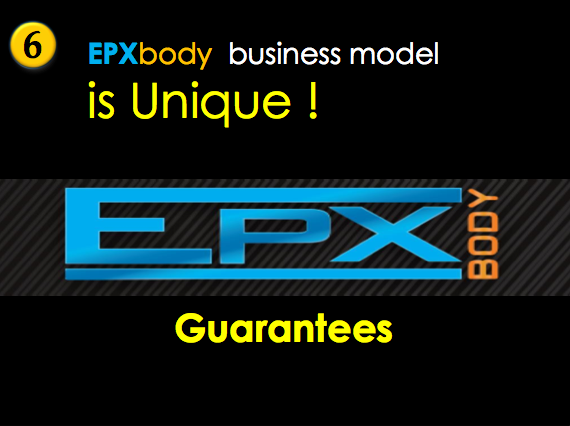 6
EPXbody business model
is Unique !
EPX BODY
Guarantees